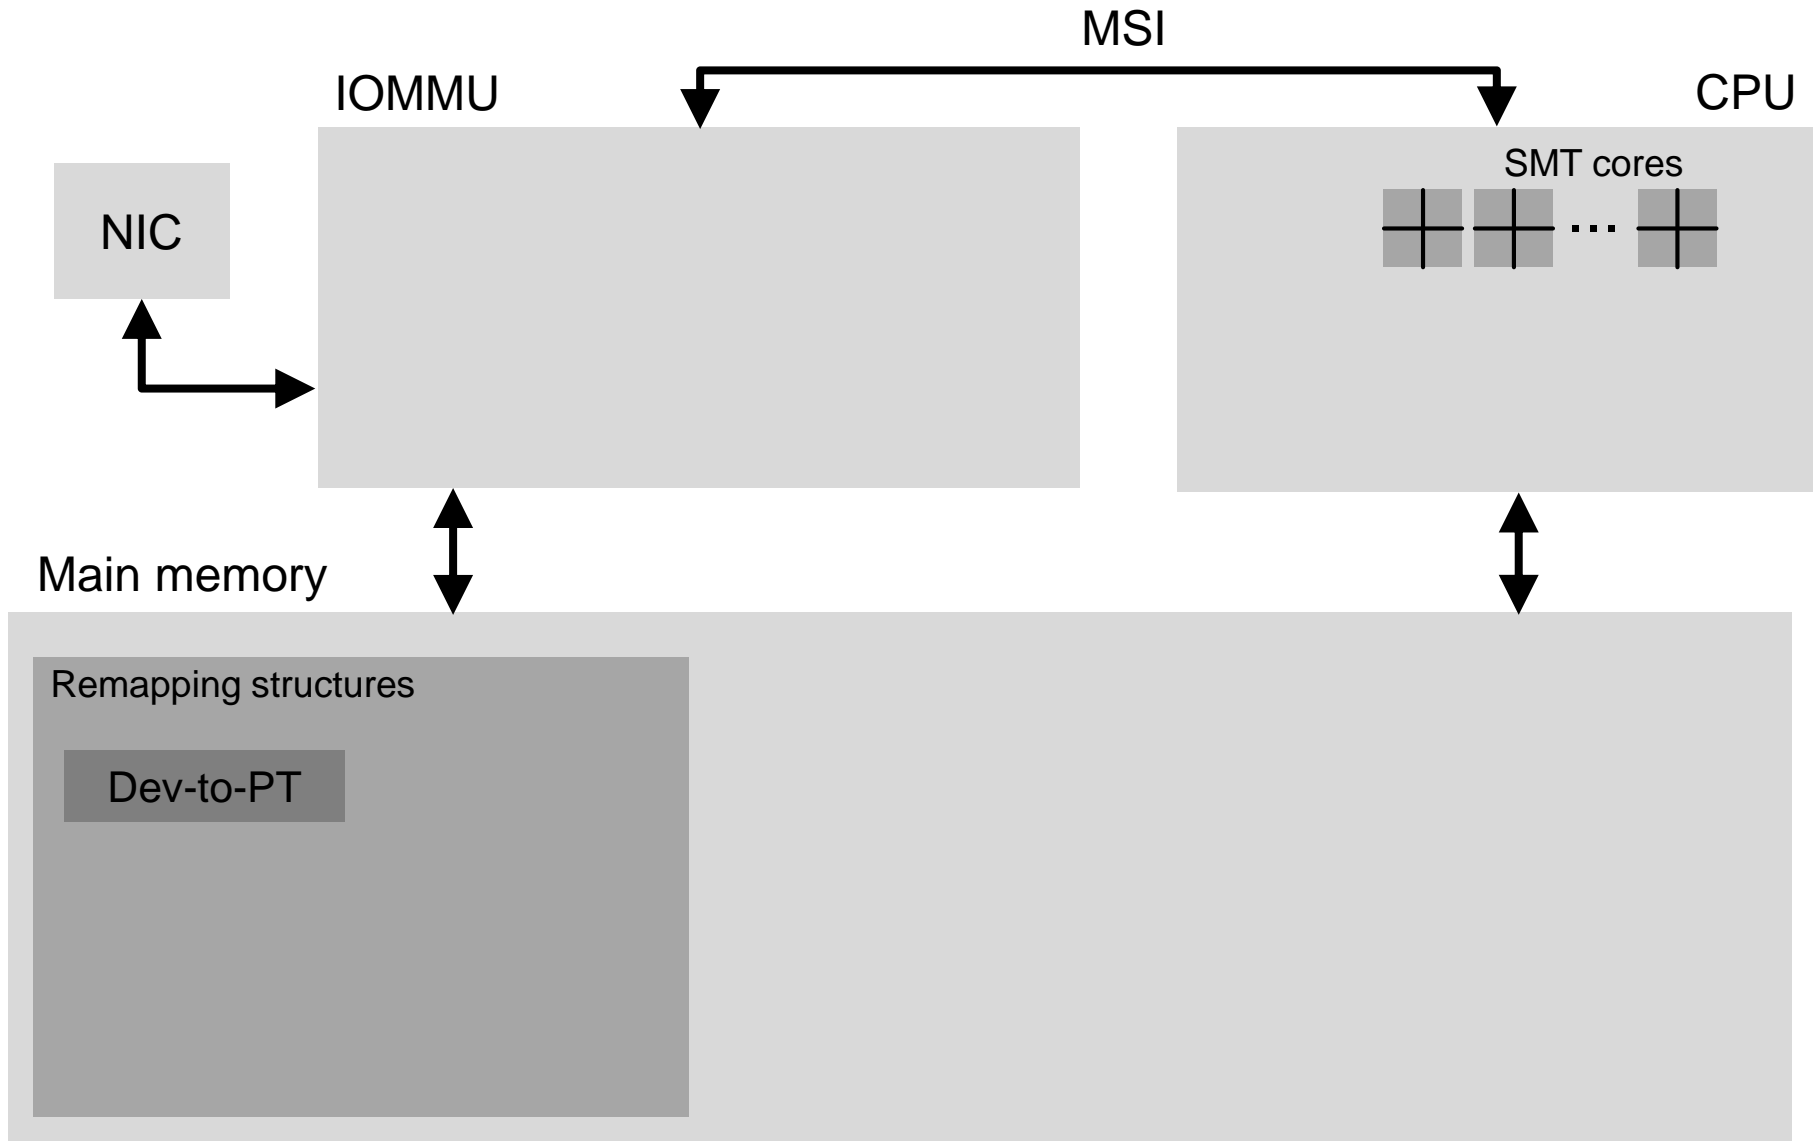 MSI
IOMMU
CPU
SMT cores
NIC
...
Main memory
Remapping structures
Dev-to-PT